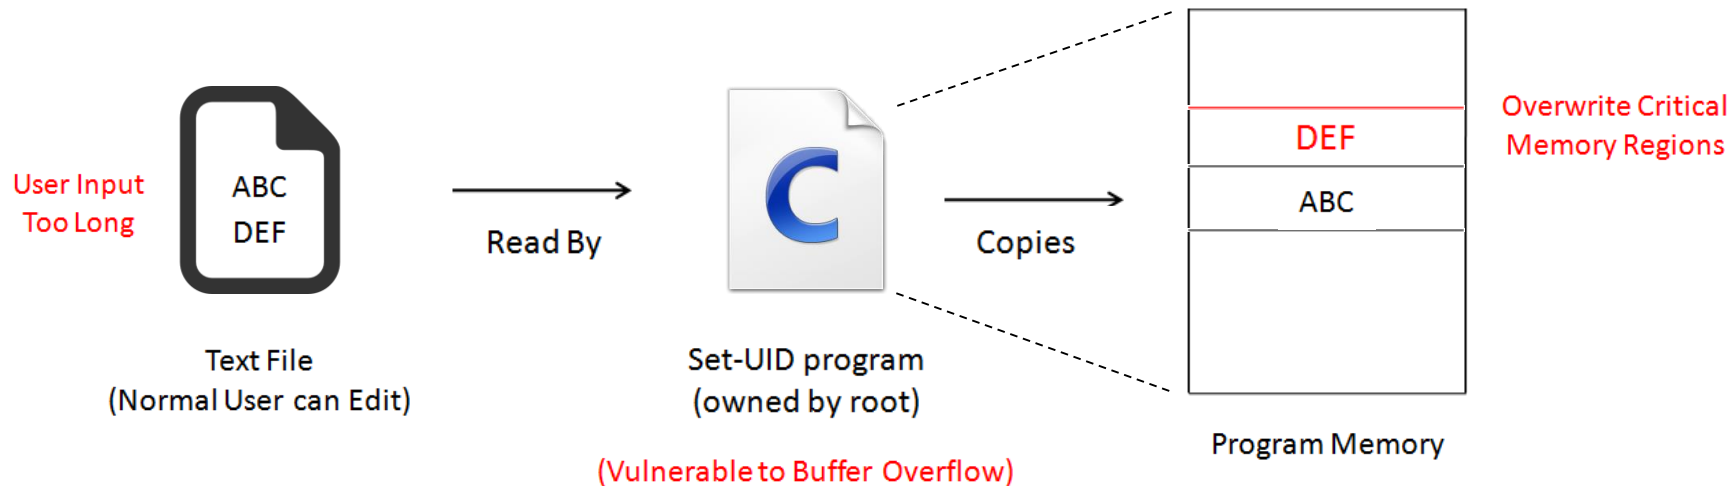 User Input
Too Long
ABC
DEF
Text File
(Normal User can Edit)
Read By
C
Set-UID program
(owned by root)
(Vulnerable to Buffer Overflow)
Copies
DEF
ABC
Program Memory
Overwrite Critical
Memory Regions